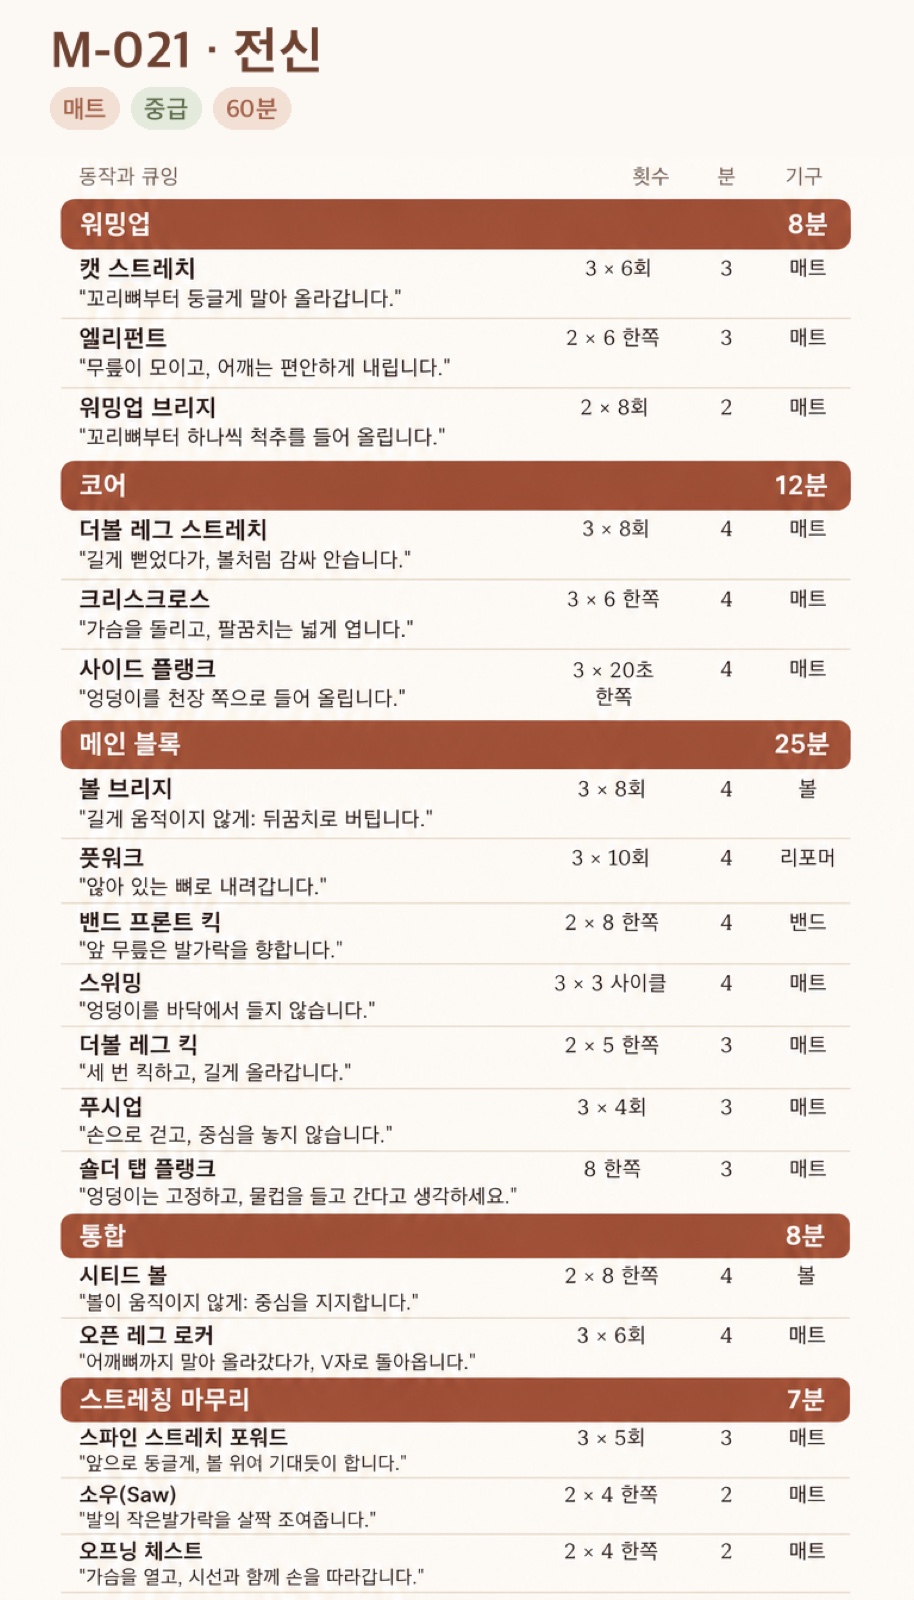 M-021 · 전신
매트 중급 60분
동작과 큐잉 횟수 분 기구
워밍업 8분
캣 스트레치 3 × 6회 3 매트
"꼬리뼈부터 둥글게 말아 올라갑니다."
엘리펀트 2 × 6 한쪽 3 매트
"무릎이 모이고, 어깨는 편안하게 내립니다."
워밍업 브리지 2 × 8회 2 매트
"꼬리뼈부터 하나씩 척추를 들어 올립니다."
코어 12분
더볼 레그 스트레치 3 × 8회 4 매트
"길게 뻗었다가, 볼처럼 감싸 안습니다."
크리스크로스 3 × 6 한쪽 4 매트
"가슴을 돌리고, 팔꿈치는 넓게 엽니다."
사이드 플랭크 3 × 20초 4 매트
"엉덩이를 천장 쪽으로 들어 올립니다." 한쪽
메인 블록 25분
볼 브리지 3 × 8회 4 볼
"길게 움적이지 않게: 뒤꿈치로 버팁니다."
풋워크 3 × 10회 4 리포머
"않아 있는 뼈로 내려갑니다."
밴드 프론트 킥 2 × 8 한쪽 4 밴드
"앞 무릎은 발가락을 향합니다."
스위밍 3 × 3 사이클 4 매트
"엉덩이를 바닥에서 들지 않습니다."
더볼 레그 킥 2 × 5 한쪽 3 매트
"세 번 킥하고, 길게 올라갑니다."
푸시업 3 × 4회 3 매트
"손으로 걷고, 중심을 놓지 않습니다."
숄더 탭 플랭크 8 한쪽 3 매트
"엉덩이는 고정하고, 물컵을 들고 간다고 생각하세요."
통합 8분
시티드 볼 2 × 8 한쪽 4 볼
"볼이 움직이지 않게: 중심을 지지합니다."
오픈 레그 로커 3 × 6회 4 매트
"어깨뼈까지 말아 올라갔다가, V자로 돌아옵니다."
스트레칭 마무리 7분
스파인 스트레치 포워드 3 × 5회 3 매트
"앞으로 둥글게, 볼 위여 기대듯이 합니다."
소우(Saw) 2 × 4 한쪽 2 매트
"발의 작은발가락을 살짝 조여줍니다."
오프닝 체스트 2 × 4 한쪽 2 매트
"가슴을 열고, 시선과 함께 손을 따라갑니다."